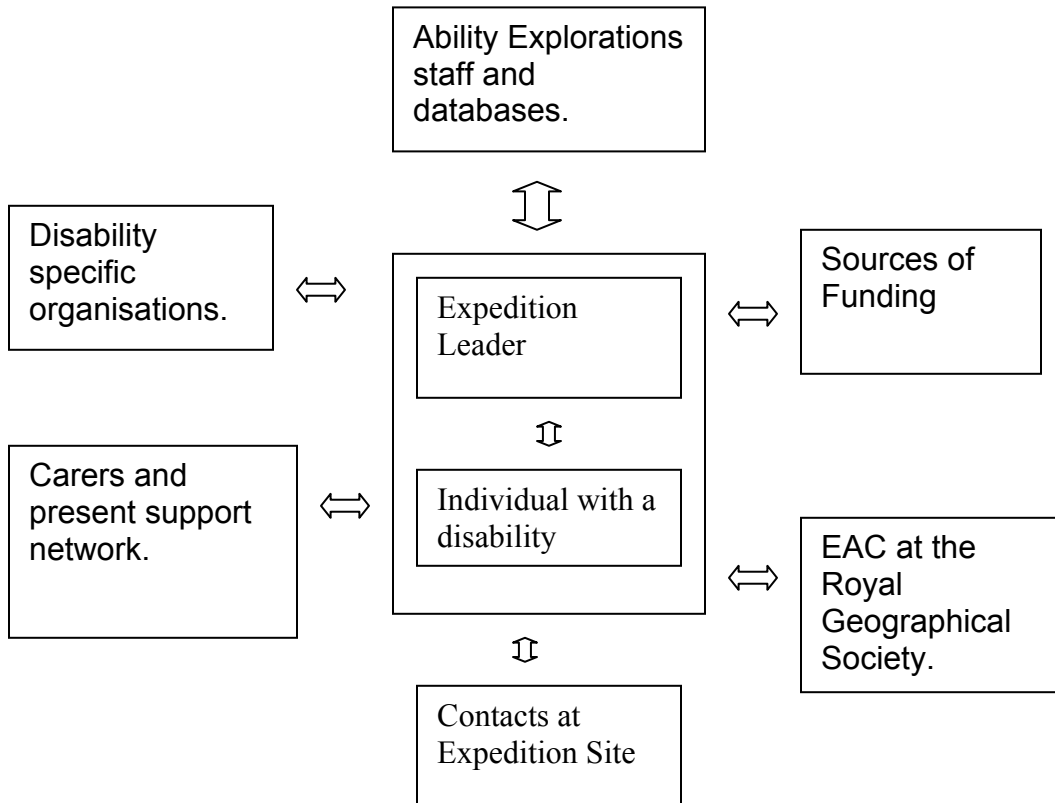 Ability Explorations
staff and
databases.
Disability
specific
organisations.
Expedition
Leader
Sources of
Funding
Carers and
present support
network.
Individual with a
disability
EAC at the
Royal
Geographical
Society.
Contacts at
Expedition Site